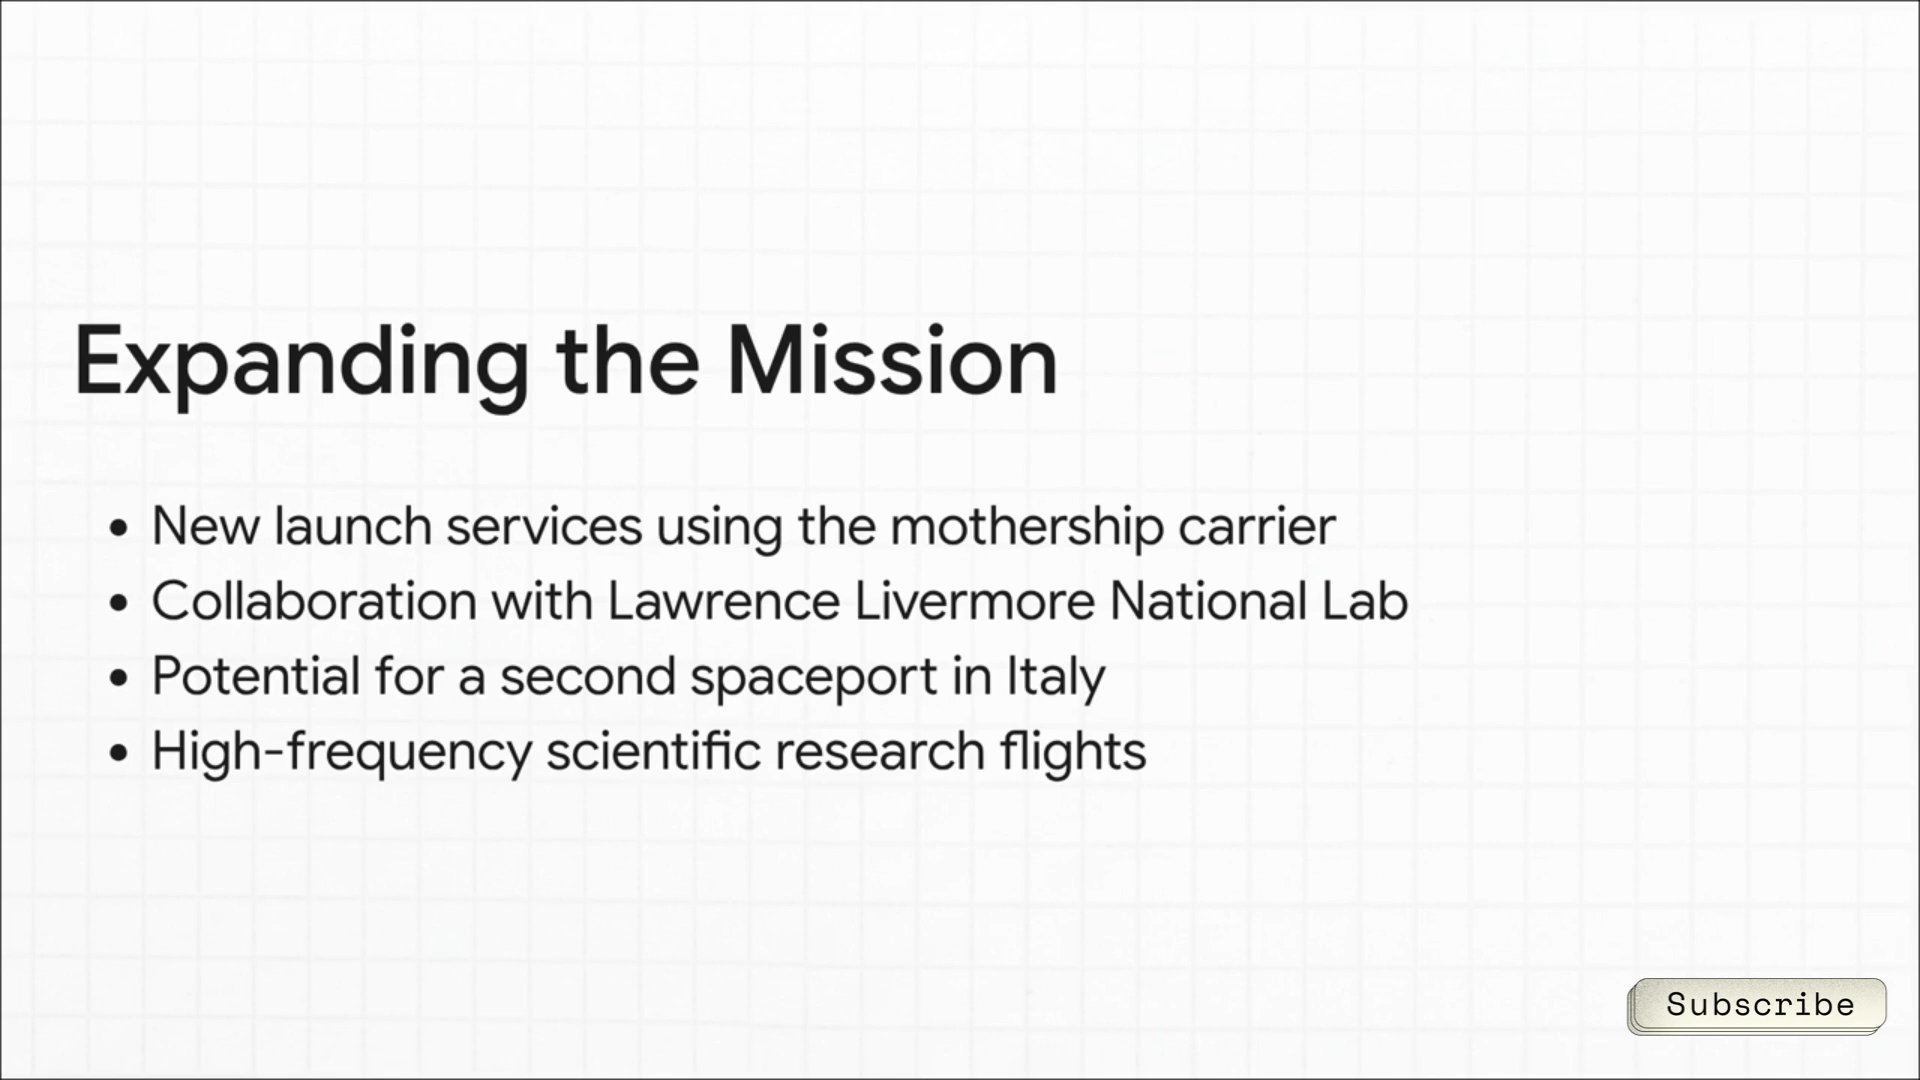 Expanding the Mission
• New launch services using the mothership carrier
• Collaboration with Lawrence Livermore National Lab
• Potential for a second spaceport in Italy
• High-frequency scientific research flights
Subscribe